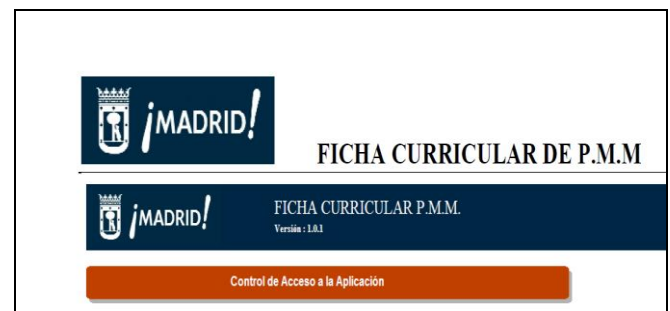 ¡MADRID!
FICHA CURRICULAR DE P.M.M
¡MADRID!
FICHA CURRICULAR P.M.M.
Versión : 1.0.1
Control de Acceso a la Aplicación